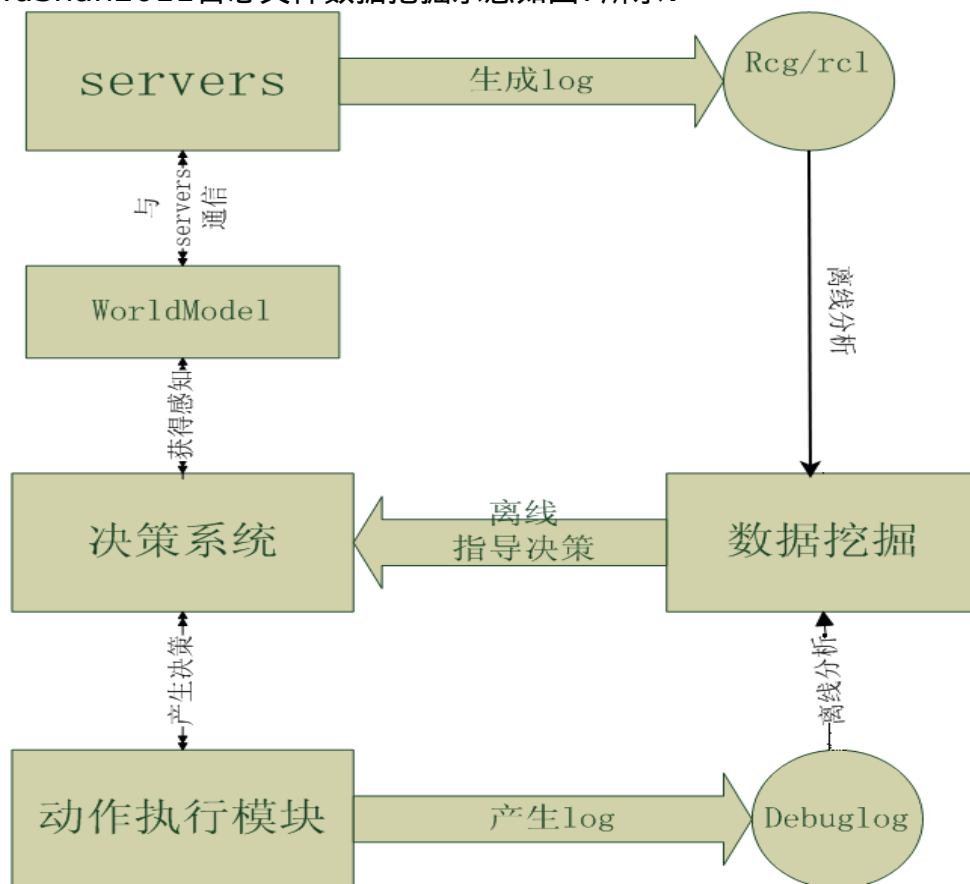 servers
生成log
Rcg/rcl
与
servers
通信
离线分析
WorldModel
获得感知
决策系统
离线
指导决策
数据挖掘
产生决策
离线分析
动作执行模块
产生log
Debuglog